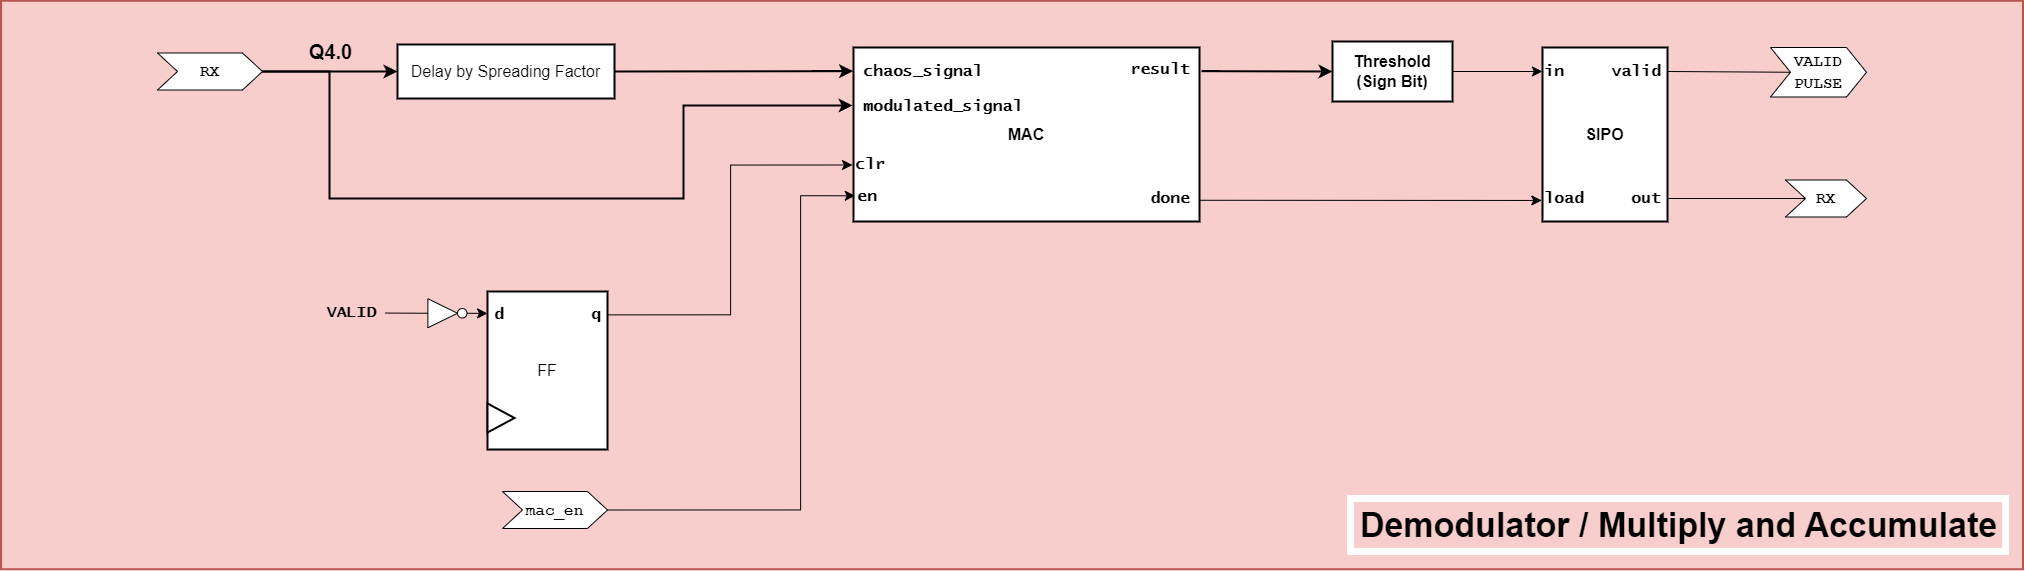 RX
Q4.0
Delay by Spreading Factor
chaos_signal
modulated_signal
MAC
clr
en
result
done
Threshold
(Sign Bit)
in
valid
SIPO
load
out
VALID
PULSE
RX
VALID
d
q
FF
mac_en
Demodulator / Multiply and Accumulate